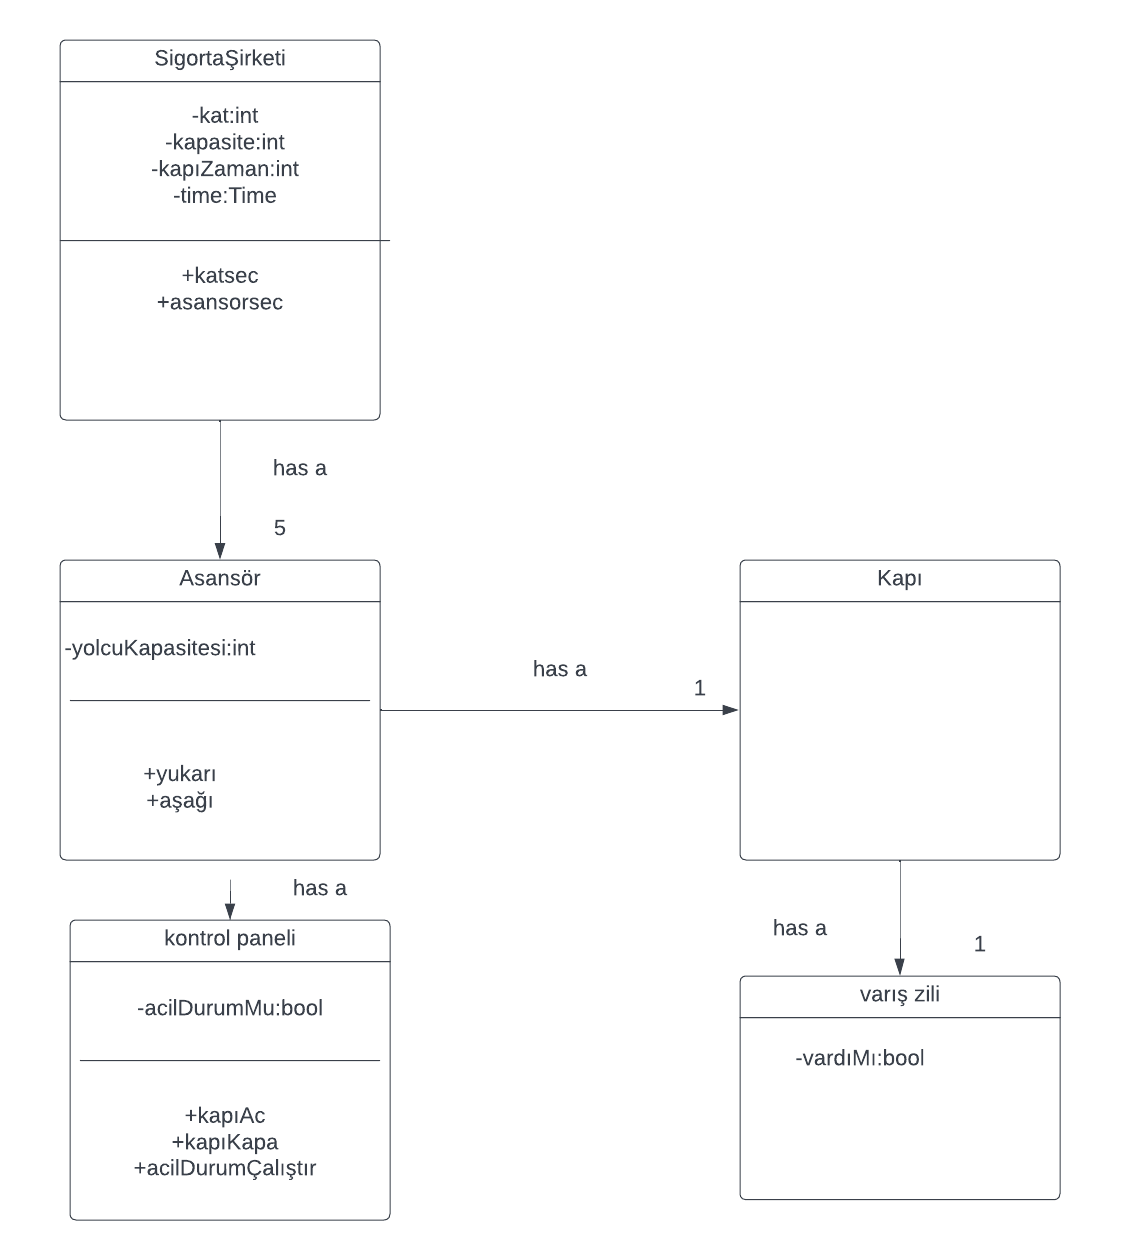 SigortaŞirketi
-kat:int
-kapasite:int
-kapıZaman:int
-time:Time
+katsec
+asansorsec
has a
5
Asansör
-yolcuKapasitesi:int
+yukarı
+aşağı
has a
1
Kapı
has a
kontrol paneli
-acilDurumMu:bool
+kapıAc
+kapıKapa
+acilDurumÇalıştır
has a
1
varış zili
-vardıMı:bool